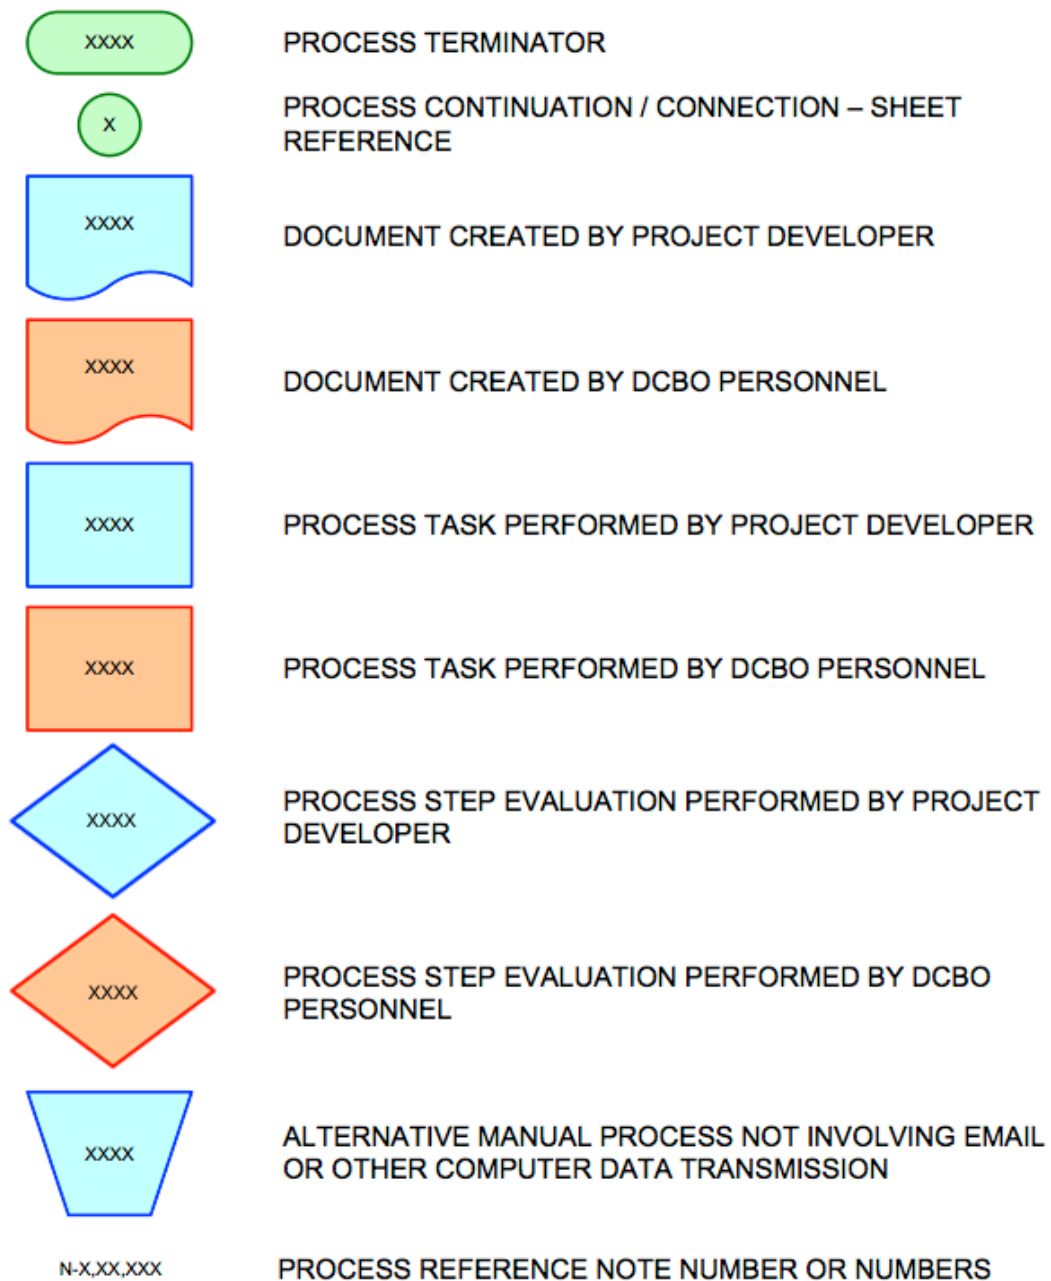 XXXX
PROCESS TERMINATOR
X
PROCESS CONTINUATION / CONNECTION – SHEET
REFERENCE
XXXX
DOCUMENT CREATED BY PROJECT DEVELOPER
XXXX
DOCUMENT CREATED BY DCBO PERSONNEL
XXXX
PROCESS TASK PERFORMED BY PROJECT DEVELOPER
XXXX
PROCESS TASK PERFORMED BY DCBO PERSONNEL
XXXX
PROCESS STEP EVALUATION PERFORMED BY PROJECT
DEVELOPER
XXXX
PROCESS STEP EVALUATION PERFORMED BY DCBO
PERSONNEL
XXXX
ALTERNATIVE MANUAL PROCESS NOT INVOLVING EMAIL
OR OTHER COMPUTER DATA TRANSMISSION
N-X,XX,XXX
PROCESS REFERENCE NOTE NUMBER OR NUMBERS